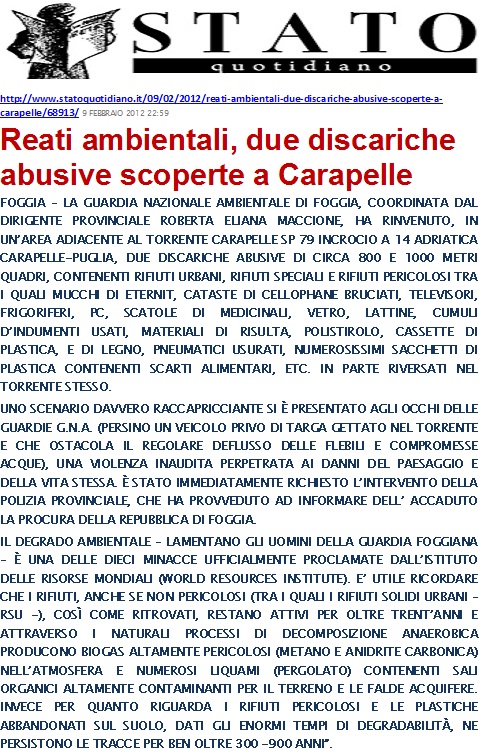 STATO
quotidiano
http://www.statoquotidiano.it/09/02/2012/reati-ambientali-due-discariche-abusive-scoperte-a-
carapelle/68913/ 9 FEBBRAIO 2012 22:59
Reati ambientali, due discariche
abusive scoperte a Carapelle
FOGGIA – LA GUARDIA NAZIONALE AMBIENTALE DI FOGGIA, COORDINATA DAL
DIRIGENTE PROVINCIALE ROBERTA ELIANA MACCIONE, HA RINVENUTO, IN
UN'AREA ADIACENTE AL TORRENTE CARAPELLE SP 79 INCROCIO A 14 ADRIATICA
CARAPELLE–PUGLIA, DUE DISCARICHE ABUSIVE DI CIRCA 800 E 1000 METRI
QUADRI, CONTENENTI RIFIUTI URBANI, RIFIUTI SPECIALI E RIFIUTI PERICOLOSI TRA
I QUALI MUCCHI DI ETERNIT, CATASTE DI CELLOPHANE BRUCIATI, TELEVISORI,
FRIGORIFERI, PC, SCATOLE DI MEDICINALI, VETRO, LATTINE, CUMULI
D'INDUMENTI USATI, MATERIALI DI RISULTA, POLISTIROLO, CASSETTE DI
PLASTICA, E DI LEGNO, PNEUMATICI USURATI, NUMEROSISSIMI SACCHETTI DI
PLASTICA CONTENENTI SCARTI ALIMENTARI, ETC. IN PARTE RIVERSATI NEL
TORRENTE STESSO.
UNO SCENARIO DAVVERO RACCAPRICCIANTE SI È PRESENTATO AGLI OCCHI DELLE
GUARDIE G.N.A. (PERSINO UN VEICOLO PRIVO DI TARGA GETTATO NEL TORRENTE
E CHE OSTACOLA IL REGOLARE DEFLUSSO DELLE FLEBILI E COMPROMESSE
ACQUE), UNA VIOLENZA INAUDITA PERPETRATA AI DANNI DEL PAESAGGIO E
DELLA VITA STESSA. È STATO IMMEDIATAMENTE RICHIESTO L'INTERVENTO DELLA
POLIZIA PROVINCIALE, CHE HA PROVVEDUTO AD INFORMARE DELL' ACCADUTO
LA PROCURA DELLA REPUBBLICA DI FOGGIA.
IL DEGRADO AMBIENTALE – LAMENTANO GLI UOMINI DELLA GUARDIA FOGGIANA
– È UNA DELLE DIECI MINACCE UFFICIALMENTE PROCLAMATE DALL'ISTITUTO
DELLE RISORSE MONDIALI (WORLD RESOURCES INSTITUTE). E' UTILE RICORDARE
CHE I RIFIUTI, ANCHE SE NON PERICOLOSI (TRA I QUALI I RIFIUTI SOLIDI URBANI –
RSU –), COSÌ COME RITROVATI, RESTANO ATTIVI PER OLTRE TRENT'ANNI E
ATTRAVERSO I NATURALI PROCESSI DI DECOMPOSIZIONE ANAEROBICA
PRODUCONO BIOGAS ALTAMENTE PERICOLOSI (METANO E ANIDRITE CARBONICA)
NELL'ATMOSFERA E NUMEROSI LIQUAMI (PERGOLATO) CONTENENTI SALI
ORGANICI ALTAMENTE CONTAMINANTI PER IL TERRENO E LE FALDE ACQUIFERE.
INVECE PER QUANTO RIGUARDA I RIFIUTI PERICOLOSI E LE PLASTICHE
ABBANDONATI SUL SUOLO, DATI GLI ENORMI TEMPI DI DEGRADABILITÀ, NE
PERSISTONO LE TRACCE PER BEN OLTRE 300 –900 ANNI".